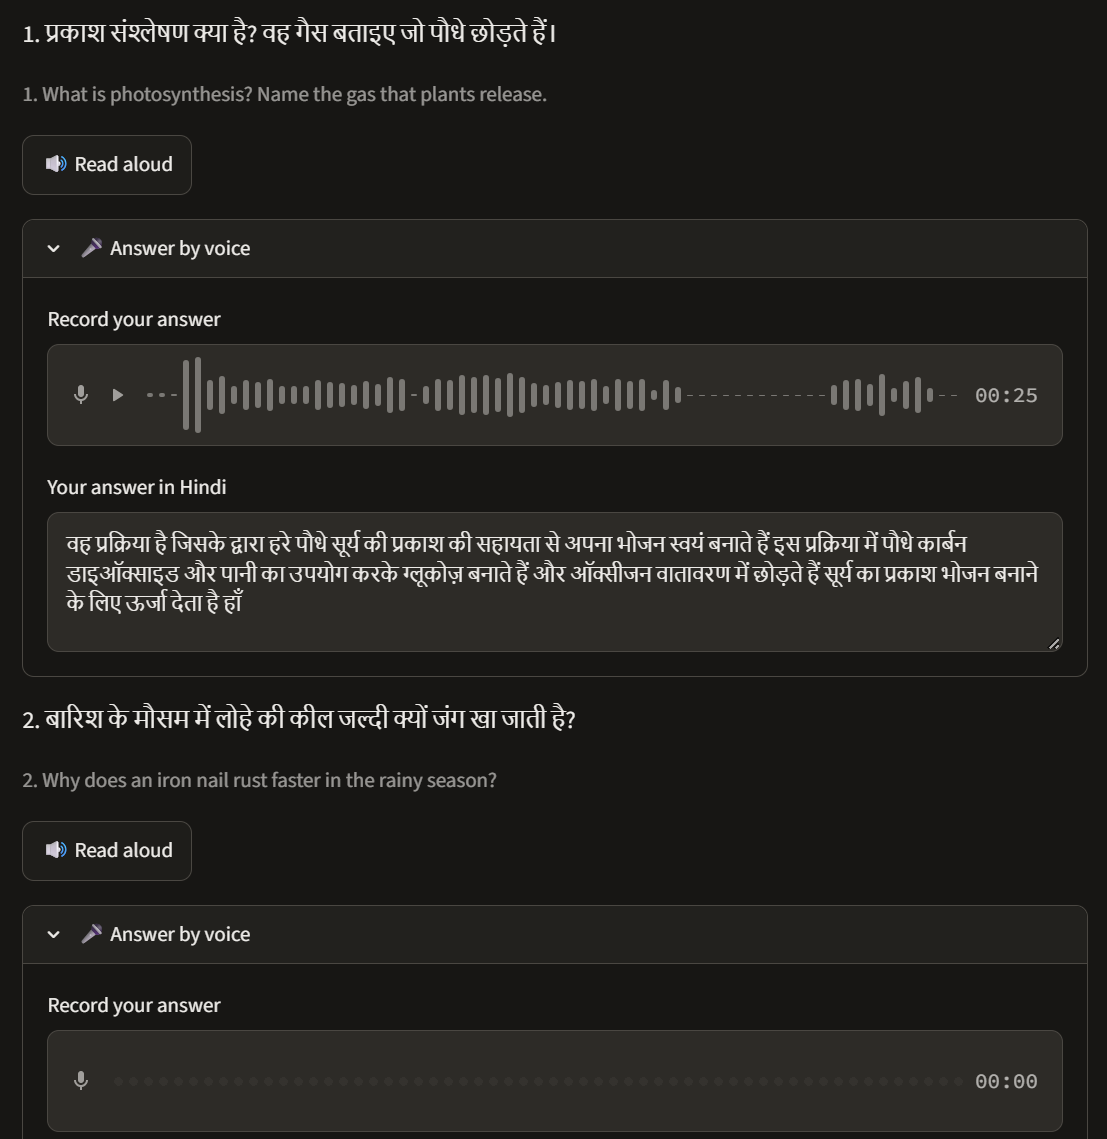 1. प्रकाश संश्लेषण क्या है? वह गैस बताइए जो पौधे छोड़ते हैं।
1. What is photosynthesis? Name the gas that plants release.
Read aloud
Answer by voice
Record your answer
00:25
Your answer in Hindi
वह प्रक्रिया है जिसके द्वारा हरे पौधे सूर्य की प्रकाश की सहायता से अपना भोजन स्वयं बनाते हैं इस प्रक्रिया में पौधे कार्बन
डाइऑक्साइड और पानी का उपयोग करके ग्लूकोज़ बनाते हैं और ऑक्सीजन वातावरण में छोड़ते हैं सूर्य का प्रकाश भोजन बनाने
के लिए ऊर्जा देता है हाँ
2. बारिश के मौसम में लोहे की कील जल्दी क्यों जंग खा जाती है?
2. Why does an iron nail rust faster in the rainy season?
Read aloud
Answer by voice
Record your answer
00:00